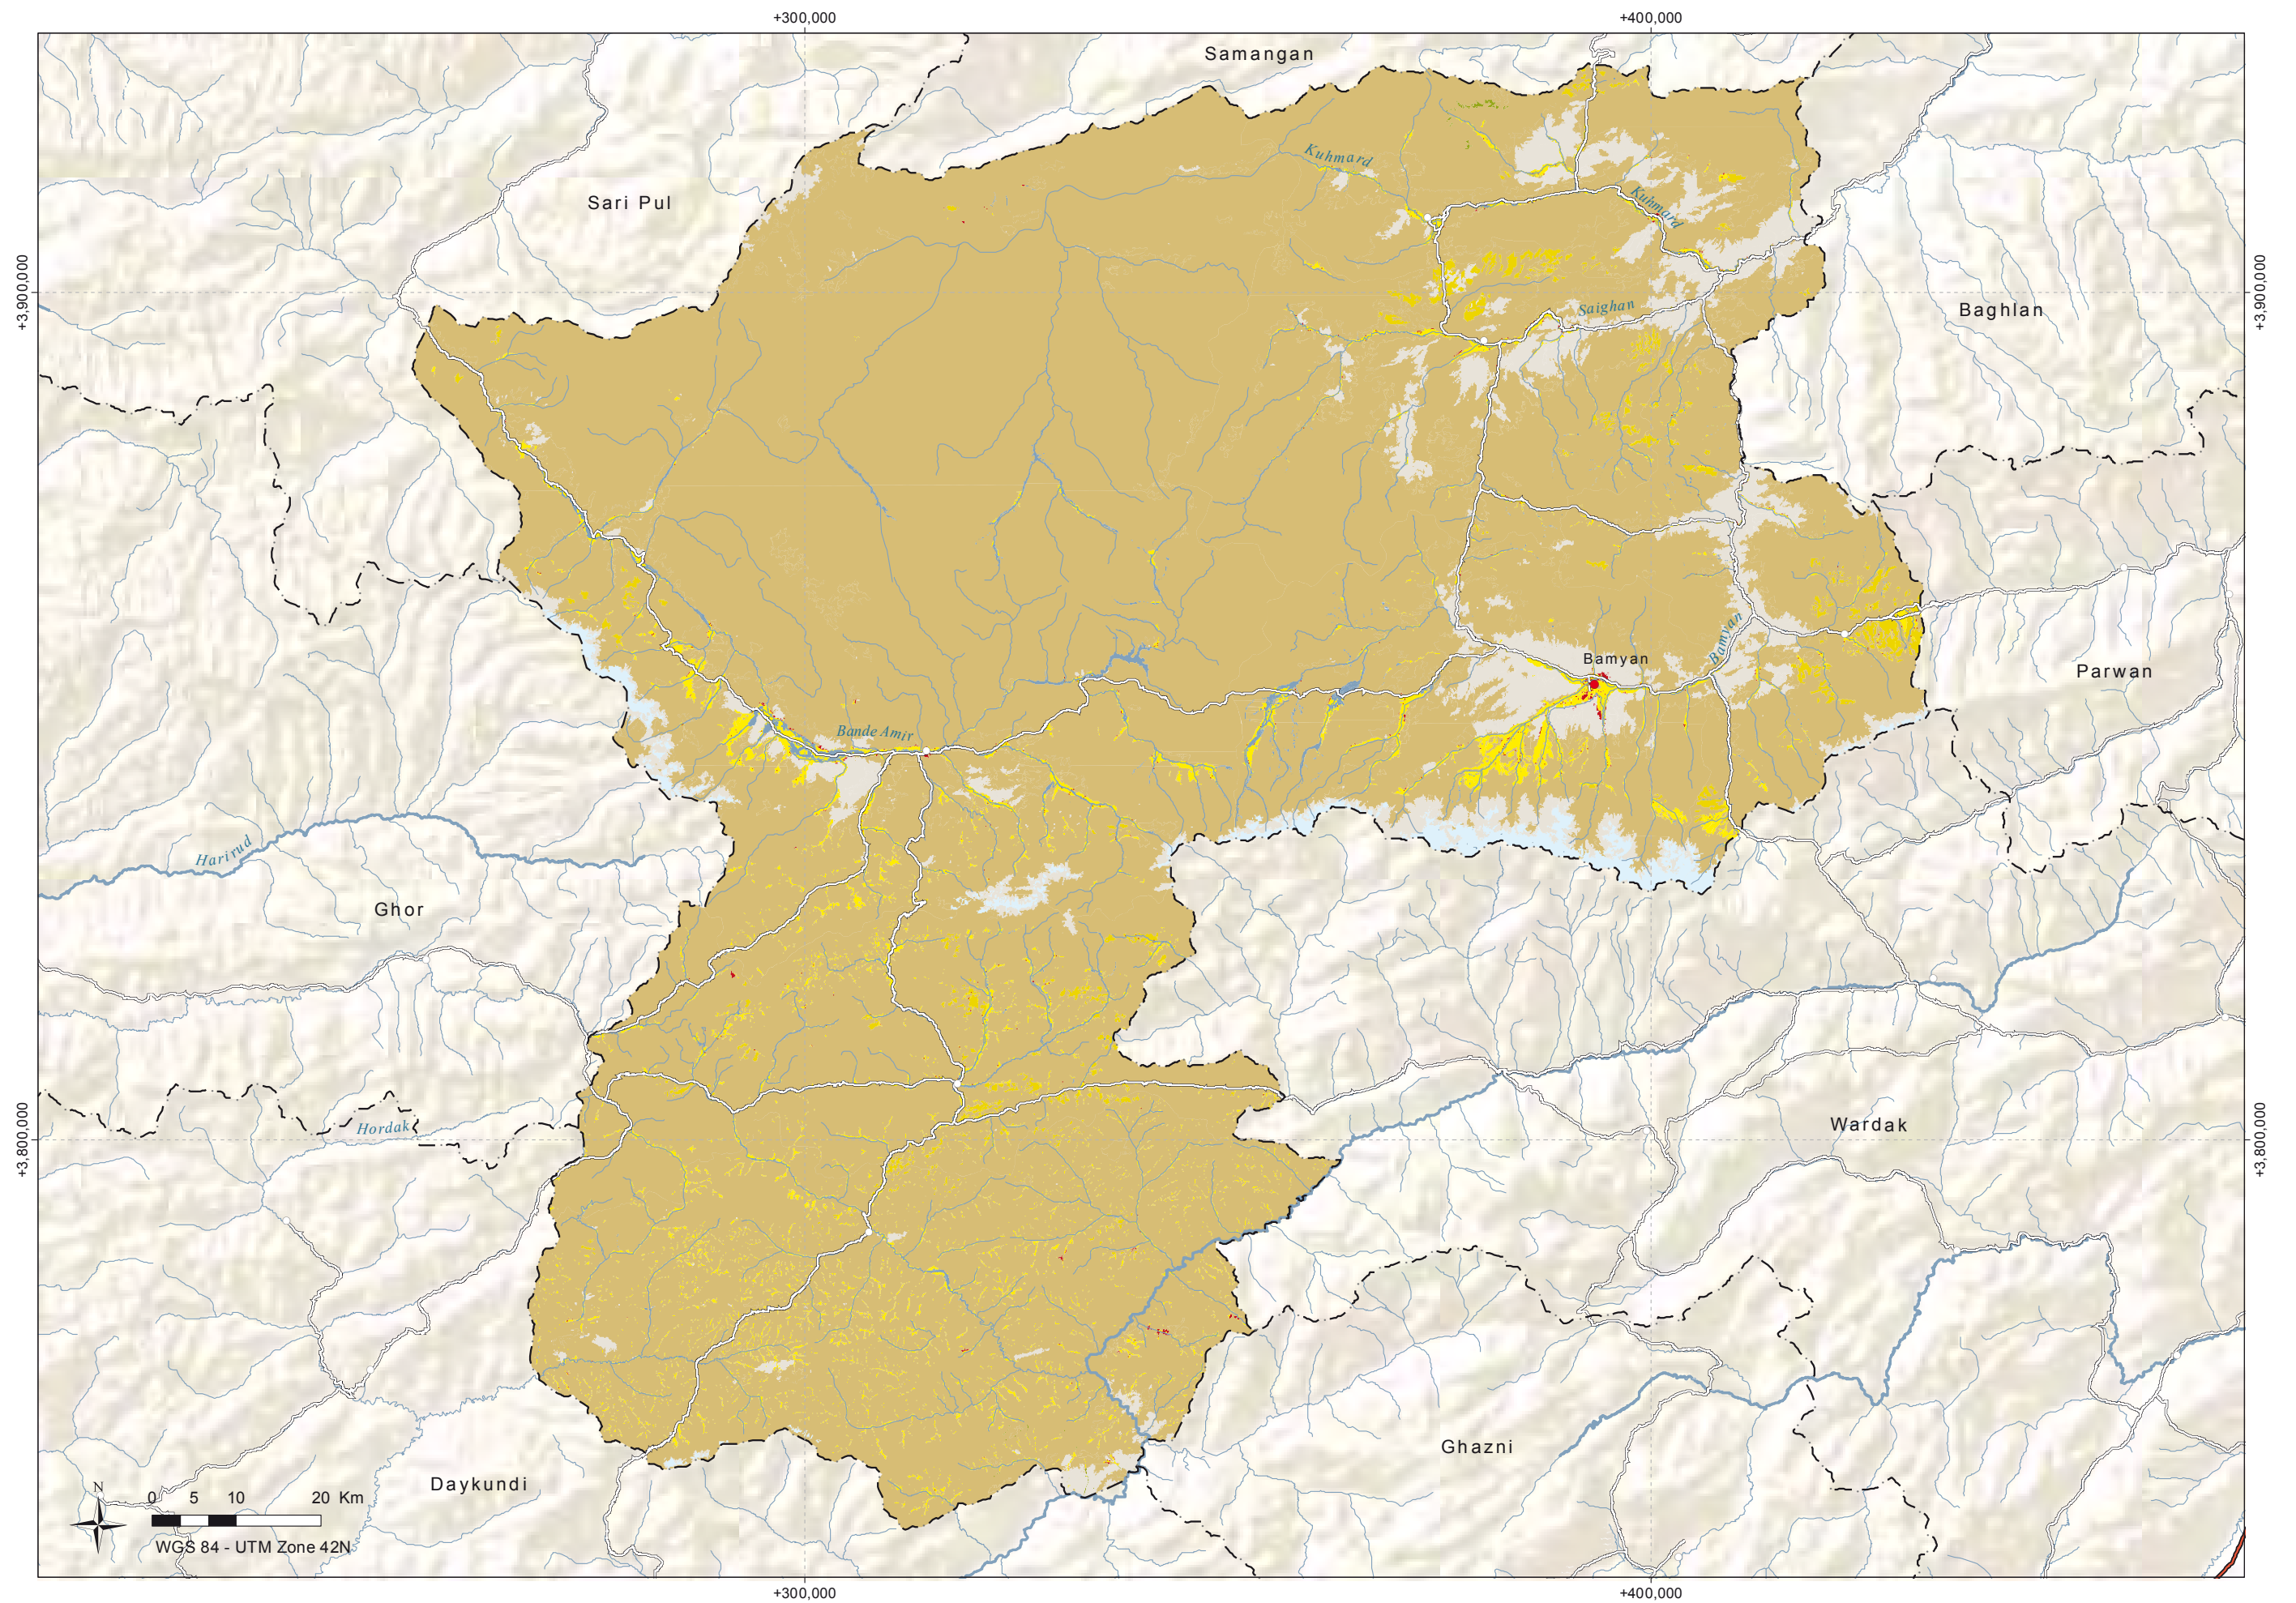 +300,000
+400,000
Samangan
Kuhmard
Sari Pul
Kuhmard
+3,900,000
+3,900,000
Saighan
Baghlan
Bamyan
Bamyan
Parwan
Bande Amir
Harirud
Ghor
Hordak
Wardak
+3,800,000
+3,800,000
Ghazni
Daykundi
N
0 5 10 20 Km
WGS 84 - UTM Zone 42N
+300,000
+400,000